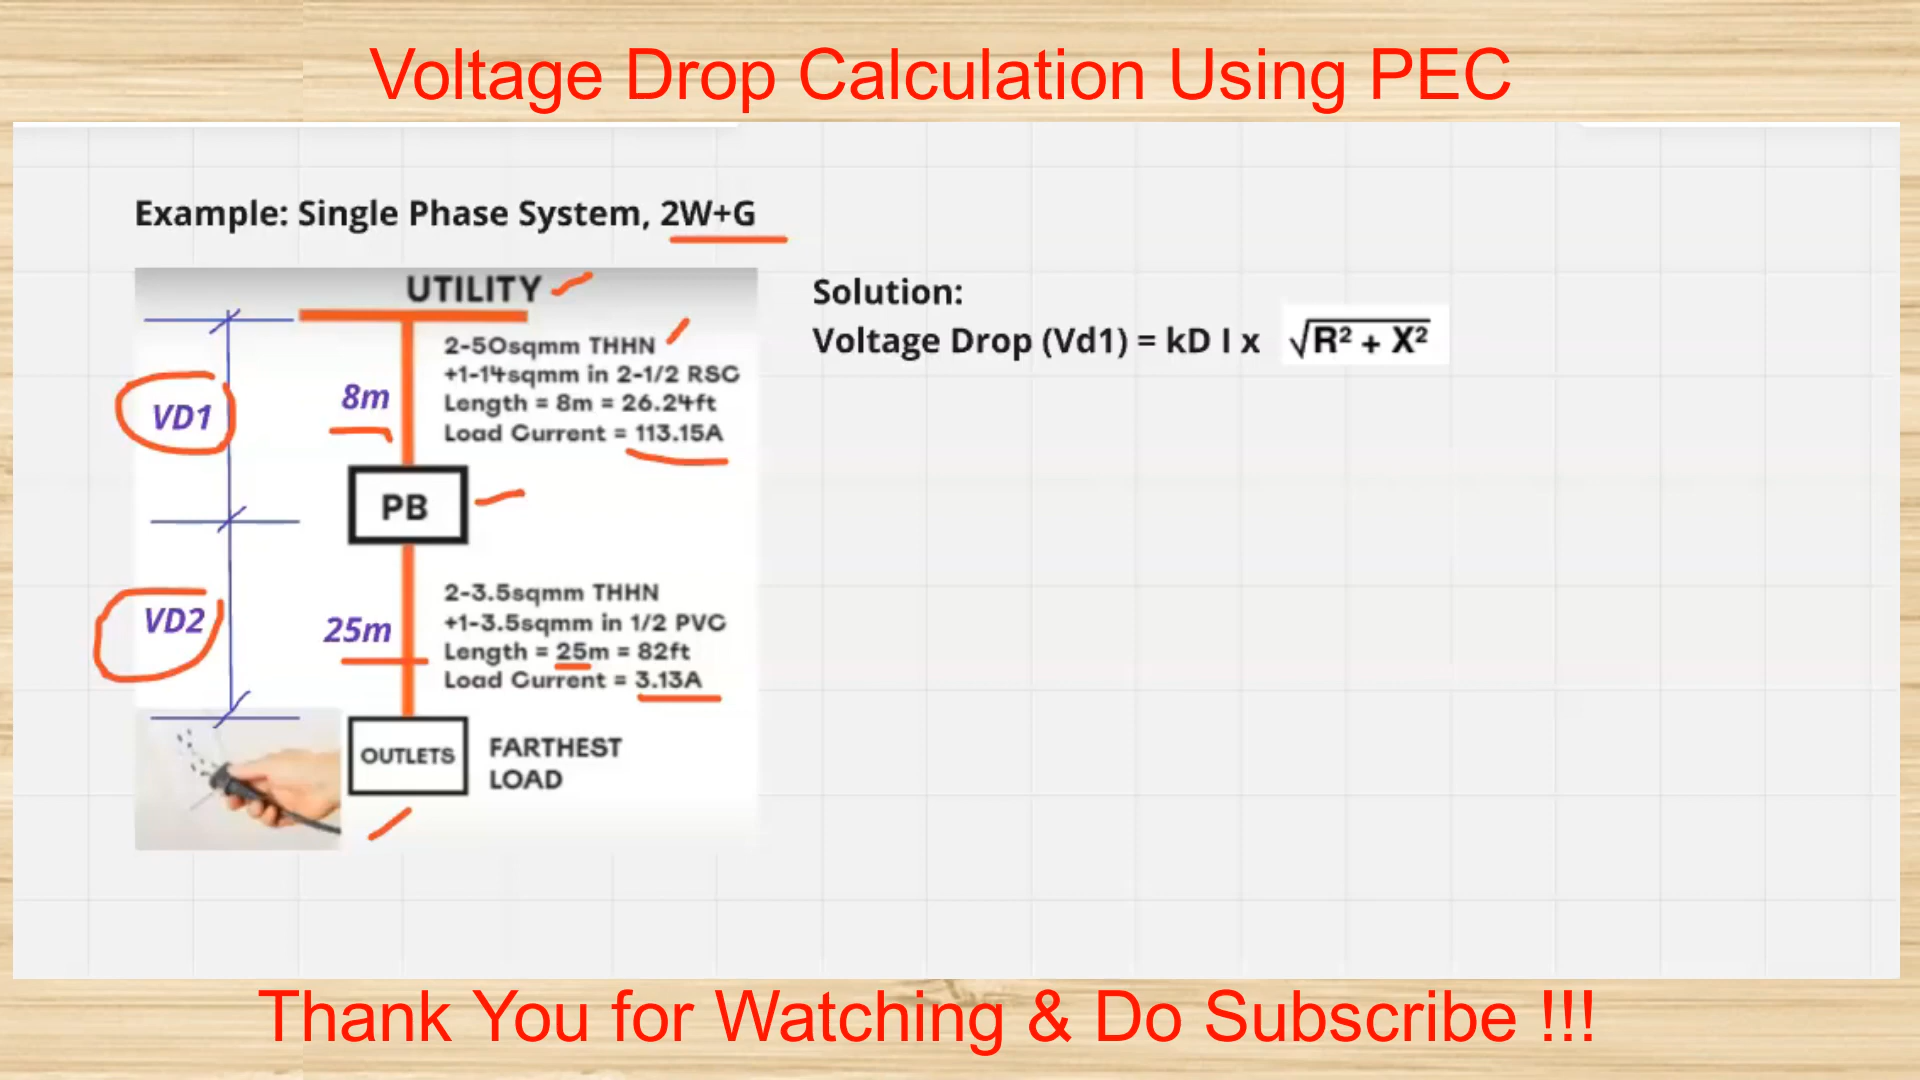 Voltage Drop Calculation Using PEC
Example: Single Phase System, 2W+G
UTILITY
2-50sqmm THHN
+1-14sqmm in 2-1/2 RSC
Length = 8m = 26.24ft
Load Current = 113.15A
8m
VD1
PB
2-3.5sqmm THHN
+1-3.5sqmm in 1/2 PVC
Length = 25m = 82ft
Load Current = 3.13A
25m
VD2
OUTLETS
FARTHEST
LOAD
Solution:
Voltage Drop (Vd1) = kD I x √R² + X²
Thank You for Watching & Do Subscribe !!!